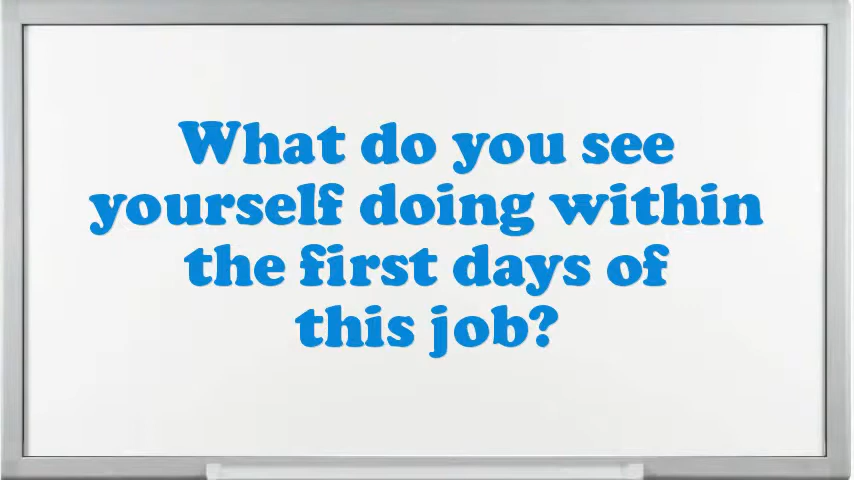 What do you see
yourself doing within
the first days of
this job?